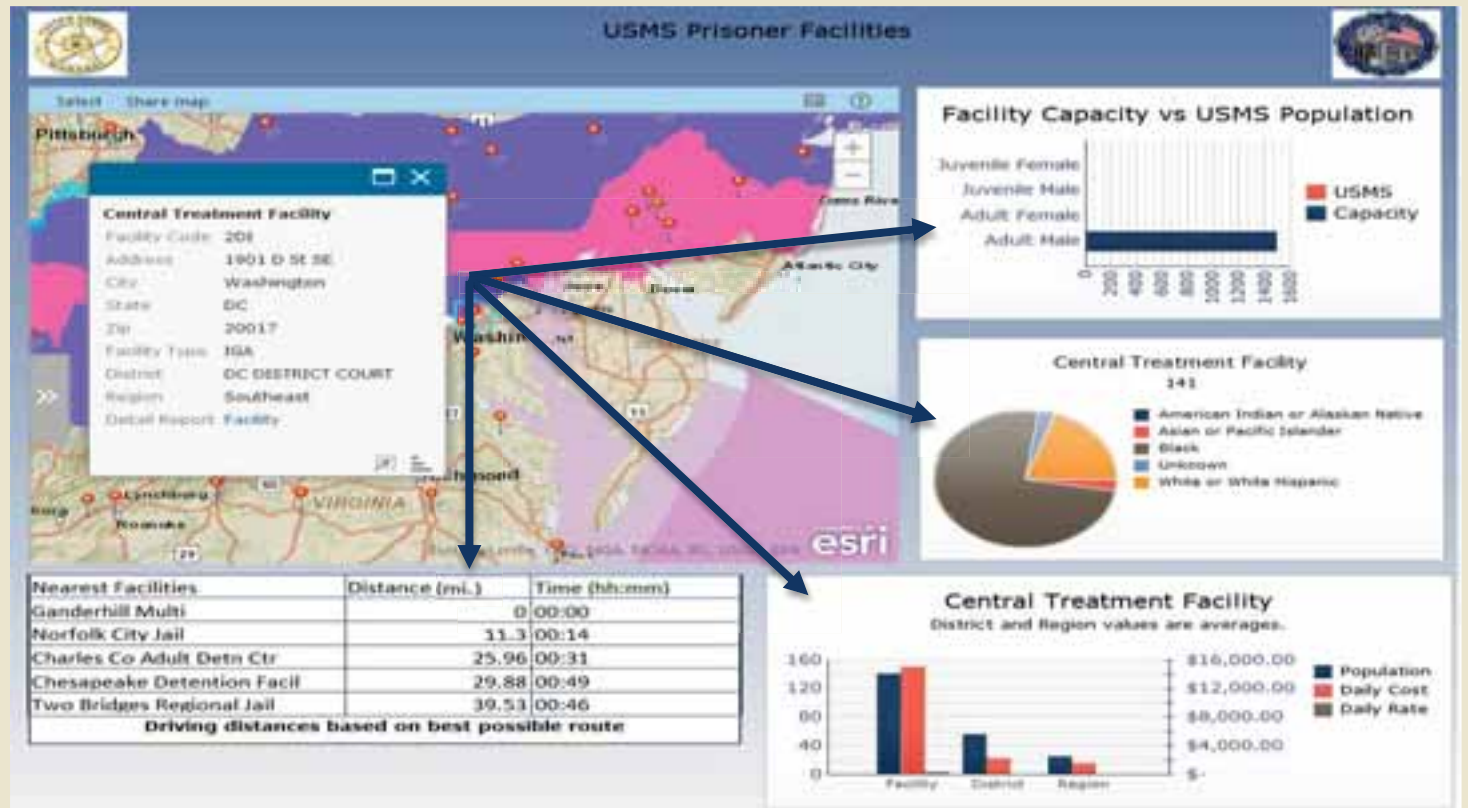 USMS Prisoner Facilities
Select Share map
Pittsburgh
Central Treatment Facility
Facility Code 2DI
Address 1901 D St SE
City Washington
State DC
Zip 20017
Facility Type IGA
District DC DISTRICT COURT
Region Southeast
Detail Report Facility
Toms River
Atlantic City
Dover
Washin
Richmond
Lynchburg
VIRGINIA
Roanoke
29
esri
Facility Capacity vs USMS Population
Juvenile Female
Juvenile Male
Adult Female
Adult Male
0 200 400 600 800 1000 1200 1400 1600
USMS
Capacity
Central Treatment Facility
141
American Indian or Alaskan Native
Asian or Pacific Islander
Black
Unknown
White or White Hispanic
Nearest Facilities Distance (mi.) Time (hh:mm)
Ganderhill Multi 0 00:00
Norfolk City Jail 11.3 00:14
Charles Co Adult Detn Ctr 25.96 00:31
Chesapeake Detention Facil 29.88 00:49
Two Bridges Regional Jail 39.53 00:46
Driving distances based on best possible route
Central Treatment Facility
District and Region values are averages.
160 $16,000.00
120 $12,000.00
80 $8,000.00
40 $4,000.00
0 $-
Facility District Region
Population
Daily Cost
Daily Rate